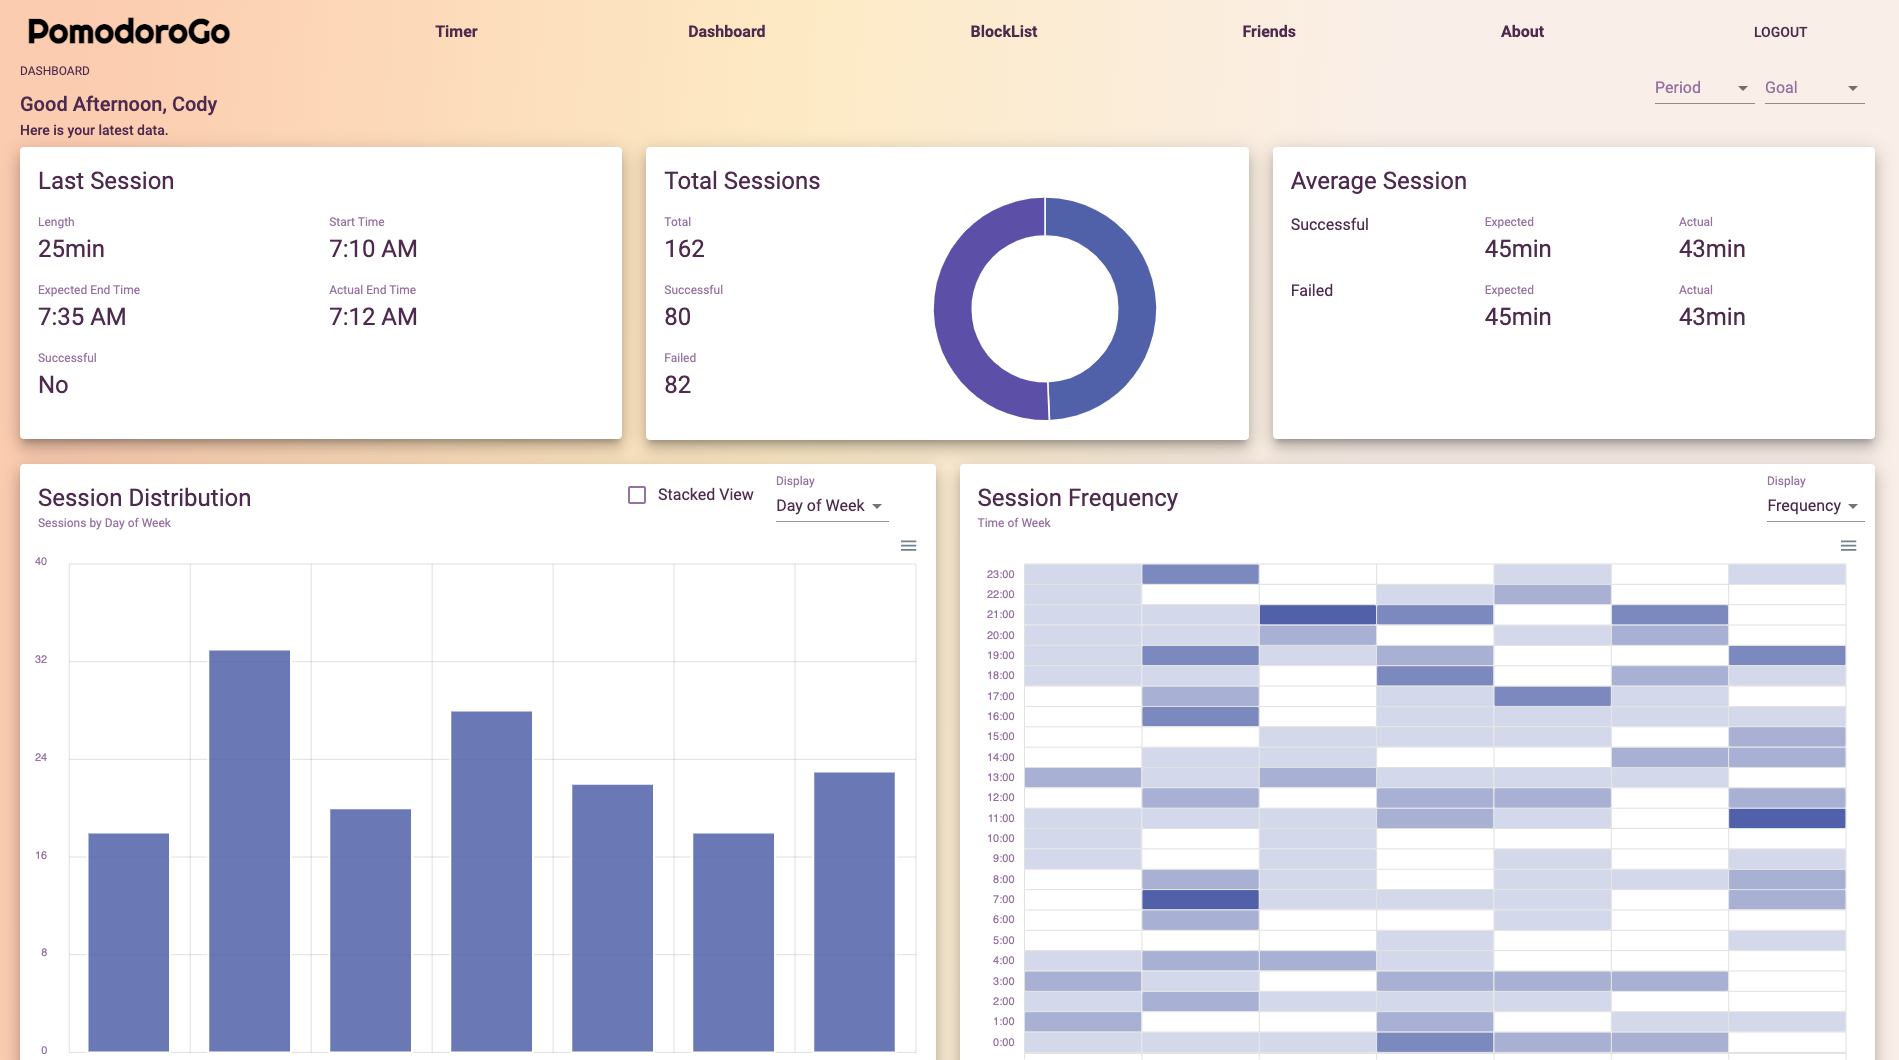 PomodoroGo
Timer
Dashboard
BlockList
Friends
About
LOGOUT
DASHBOARD
Good Afternoon, Cody
Here is your latest data.
Period
Goal
Last Session
Length
Start Time
25min
7:10 AM
Expected End Time
Actual End Time
7:35 AM
7:12 AM
Successful
No
Total Sessions
Total
162
Successful
80
Failed
82
Average Session
Successful
Expected
Actual
45min
43min
Failed
Expected
Actual
45min
43min
Session Distribution
Sessions by Day of Week
Stacked View
Display
Day of Week
40
32
24
16
8
0
Session Frequency
Time of Week
Display
Frequency
23:00
22:00
21:00
20:00
19:00
18:00
17:00
16:00
15:00
14:00
13:00
12:00
11:00
10:00
9:00
8:00
7:00
6:00
5:00
4:00
3:00
2:00
1:00
0:00